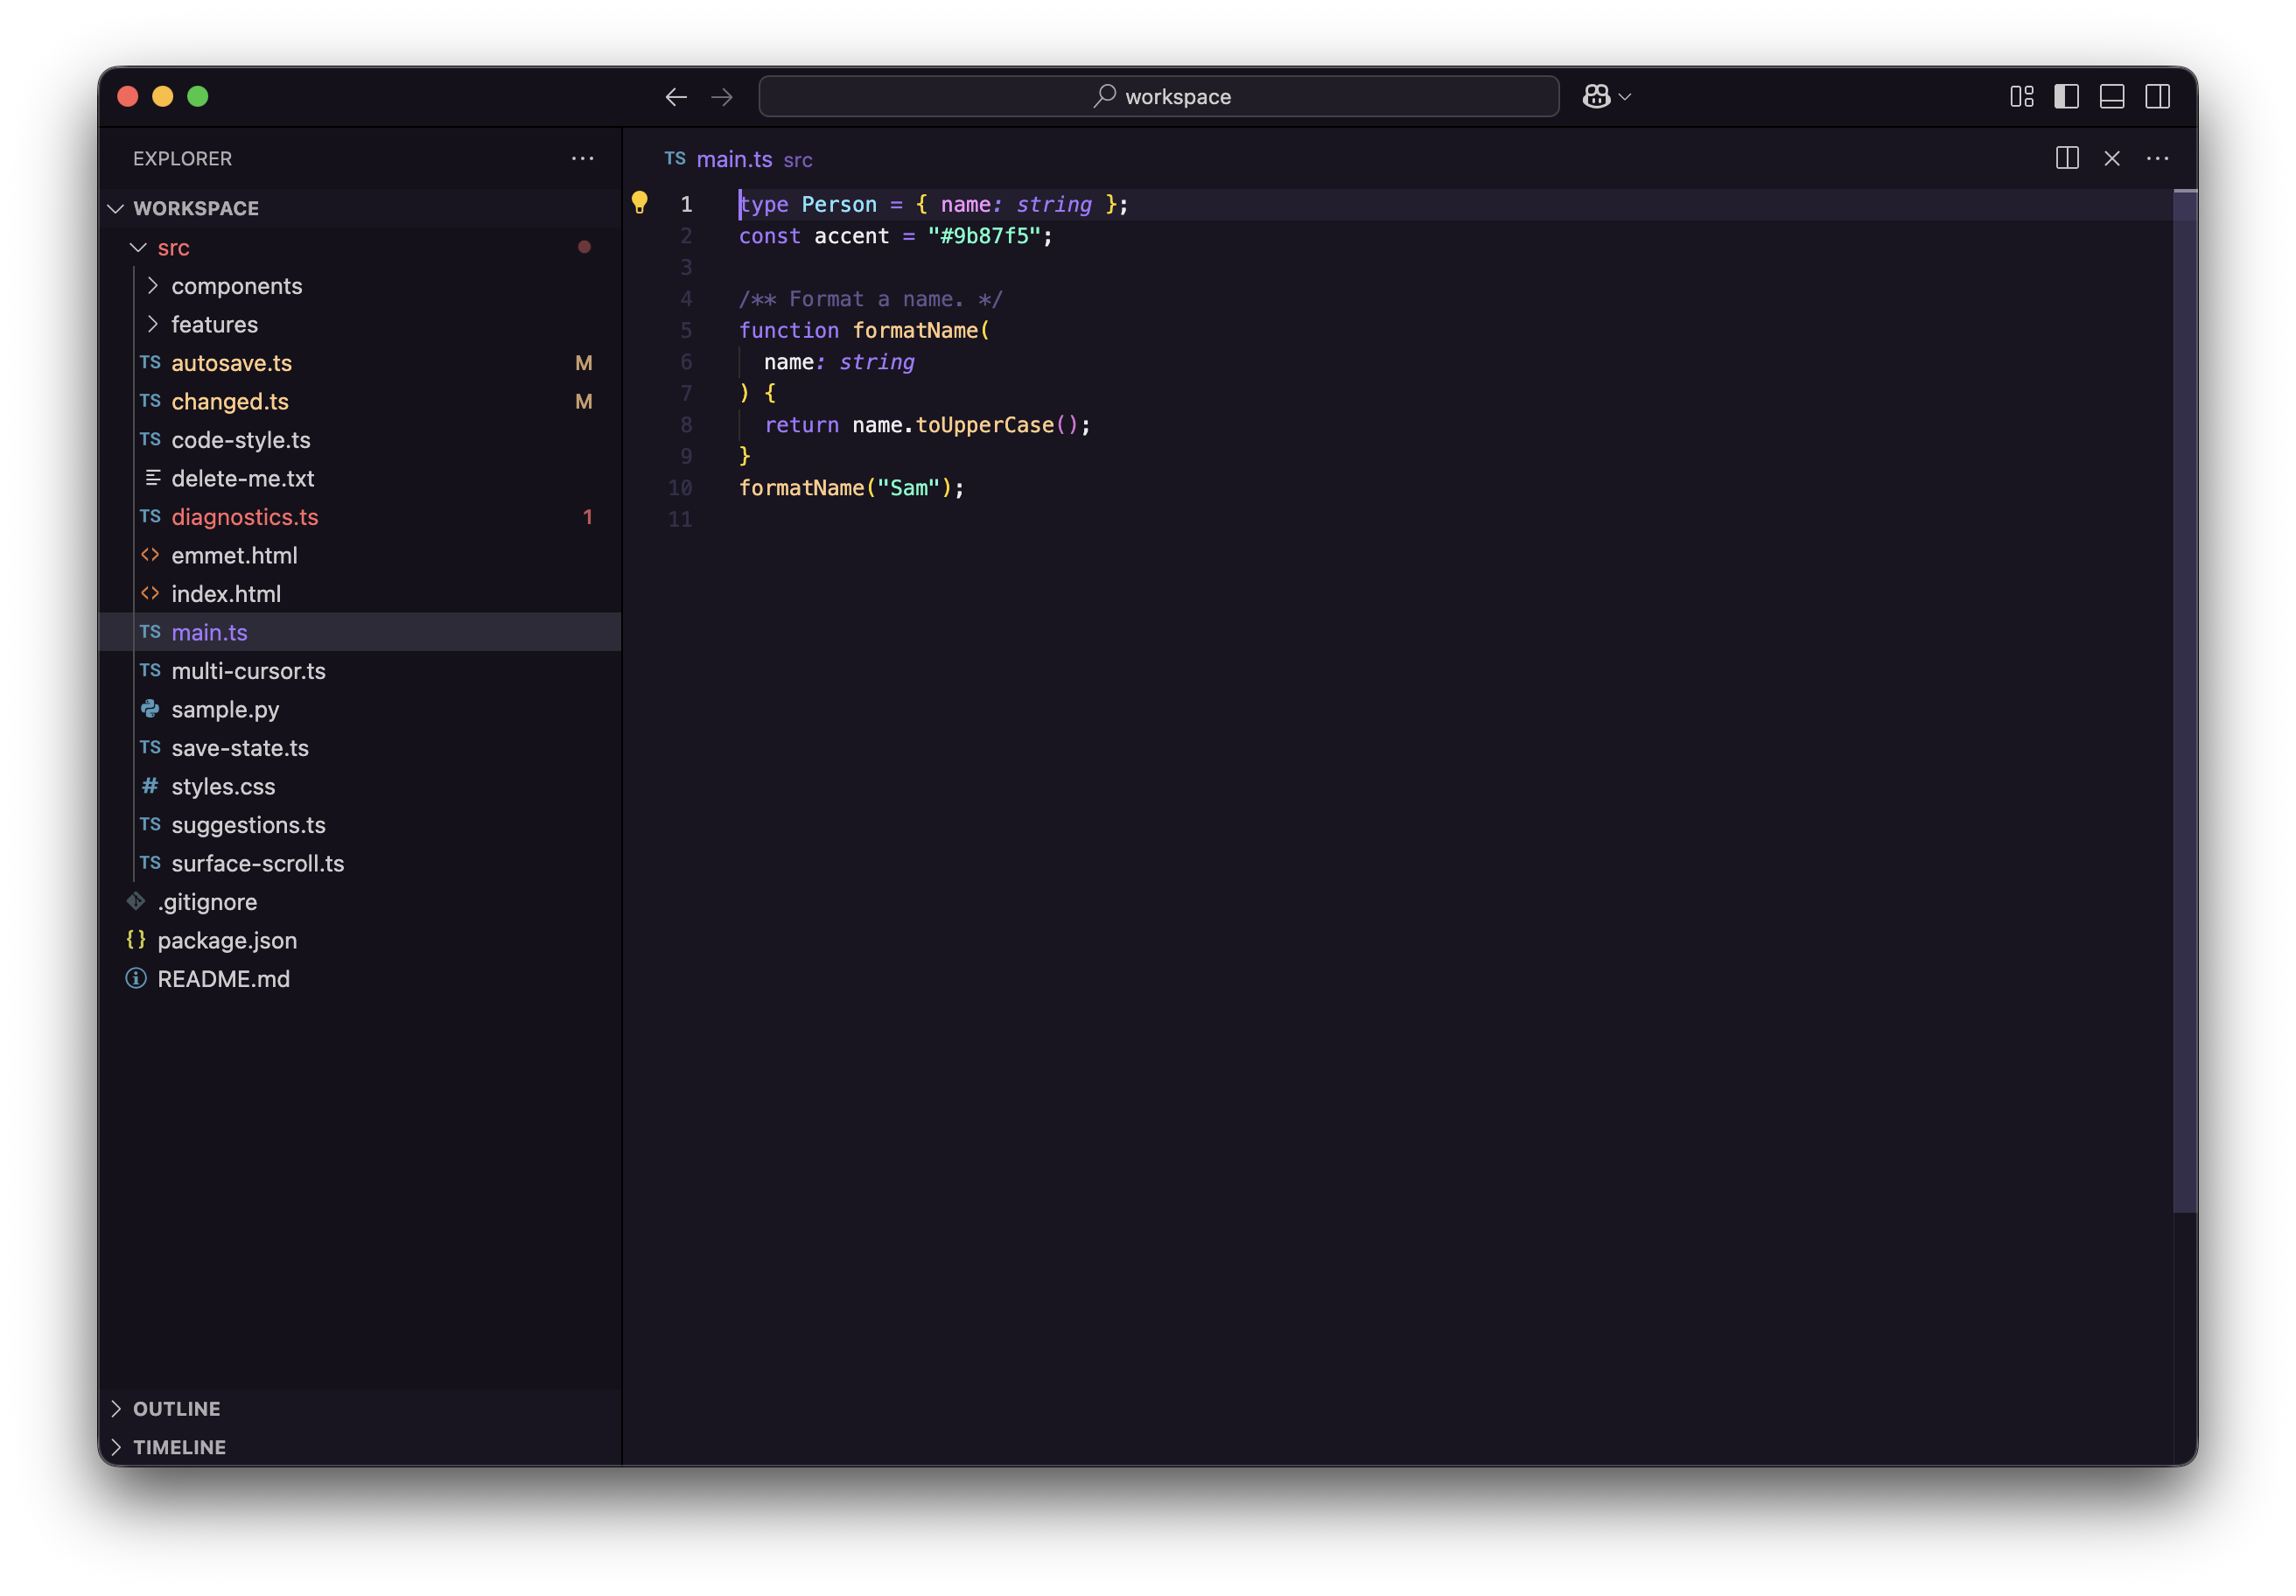 workspace
EXPLORER
WORKSPACE
src
components
features
TS autosave.ts M
TS changed.ts M
TS code-style.ts
delete-me.txt
TS diagnostics.ts 1
<> emmet.html
<> index.html
TS main.ts
TS multi-cursor.ts
sample.py
TS save-state.ts
# styles.css
TS suggestions.ts
TS surface-scroll.ts
.gitignore
{} package.json
README.md
OUTLINE
TIMELINE
TS main.ts src
1 type Person = { name: string };
2 const accent = "#9b87f5";
3
4 /** Format a name. */
5 function formatName(
6   name: string
7 ) {
8   return name.toUpperCase();
9 }
10 formatName("Sam");
11